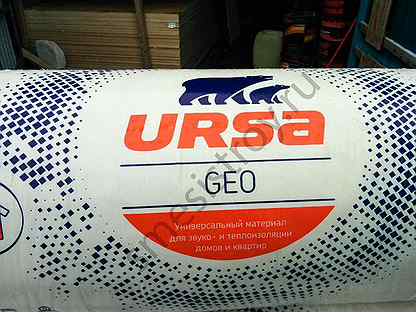 URSA
GEO
Универсальный материал
для звуко- и теплоизоляции
домов и квартир